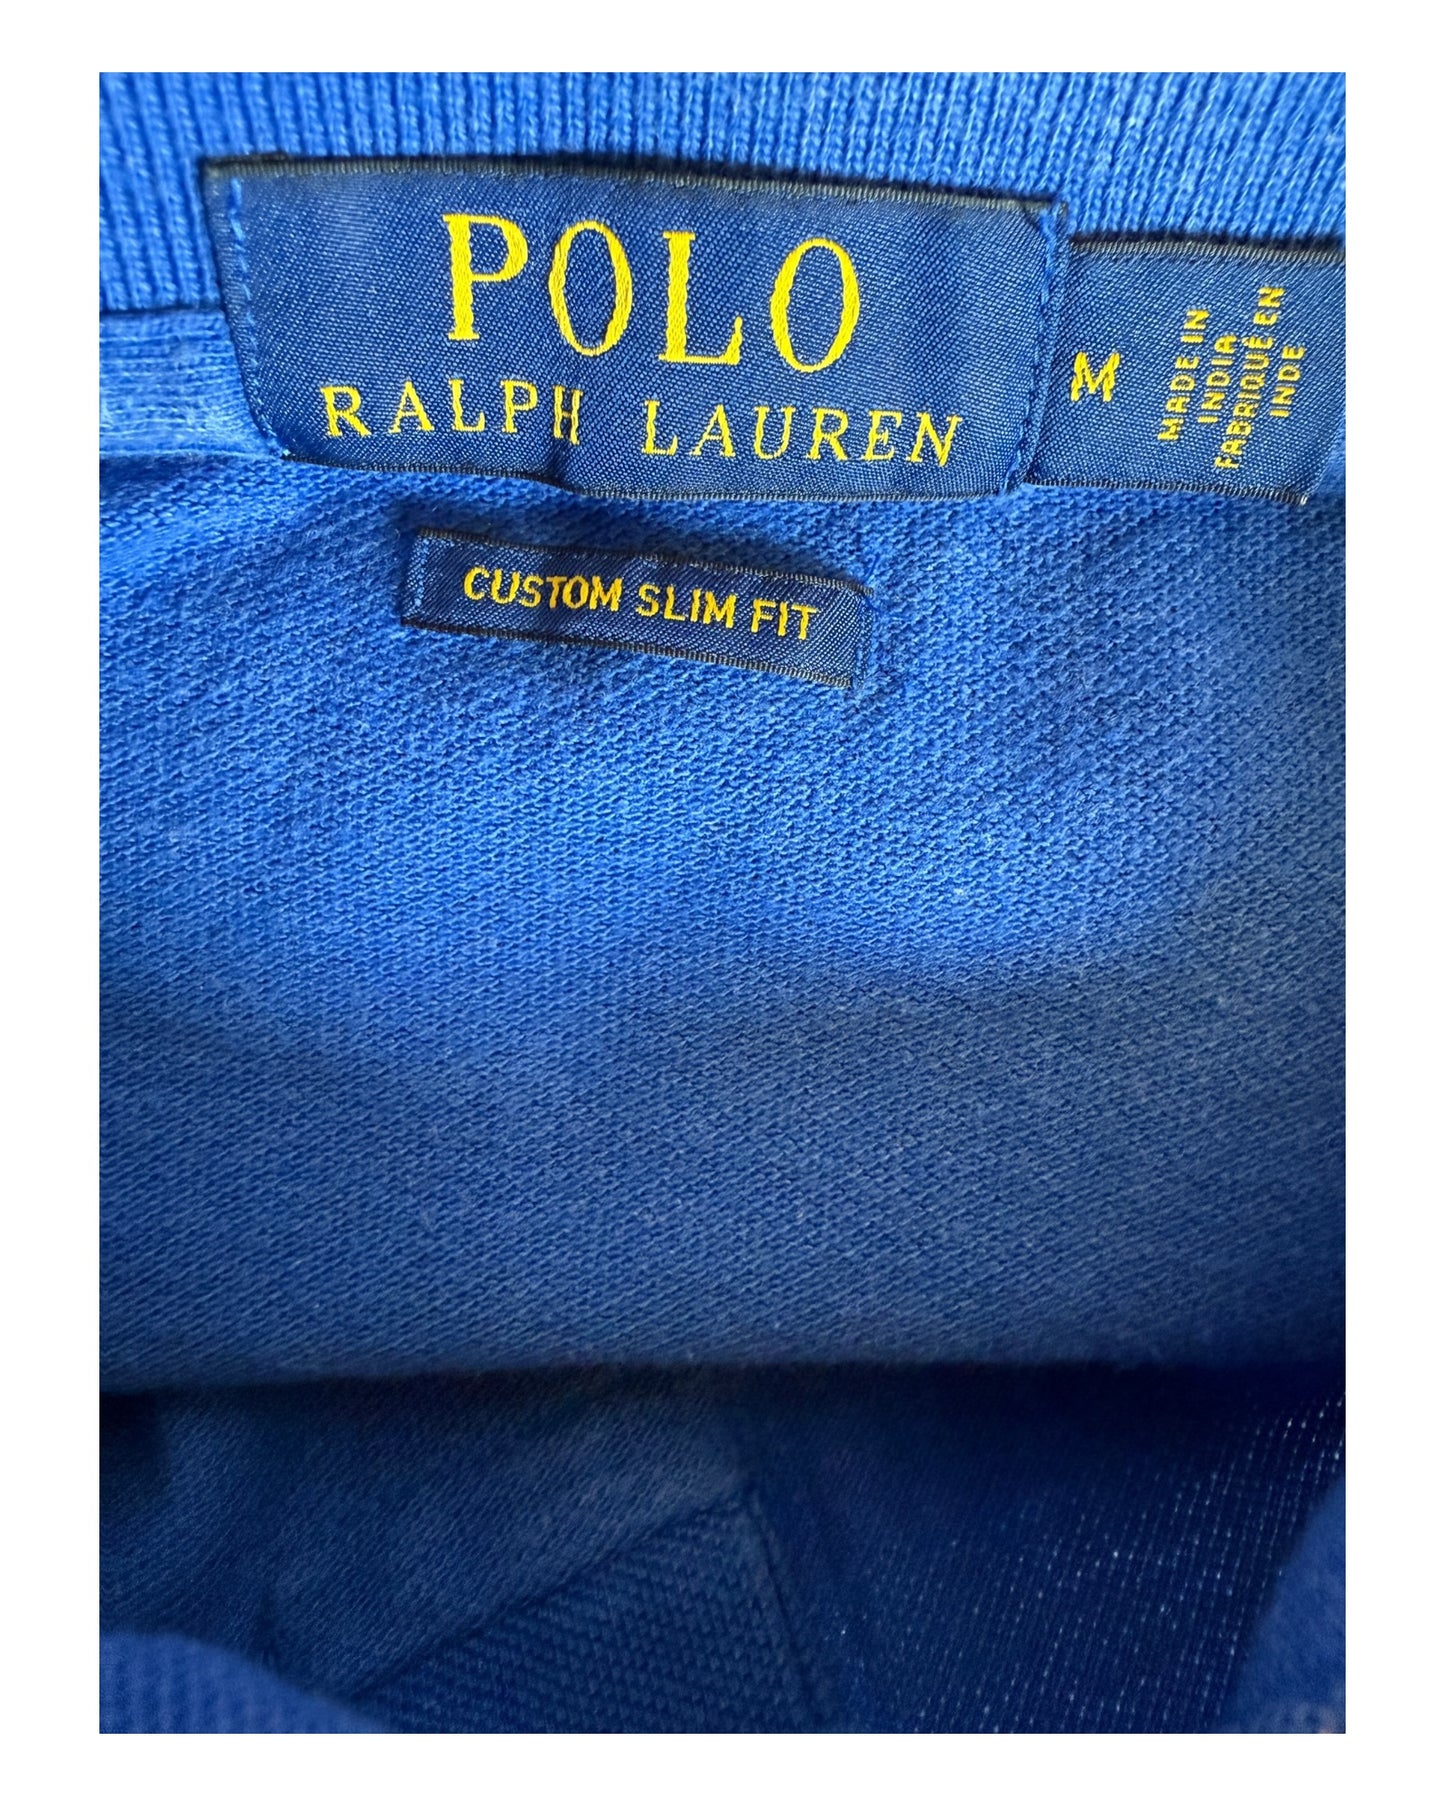 POLO
RALPH LAUREN
M
MADE IN
INDIA
FABRIQUÉ EN
INDE
CUSTOM SLIM FIT